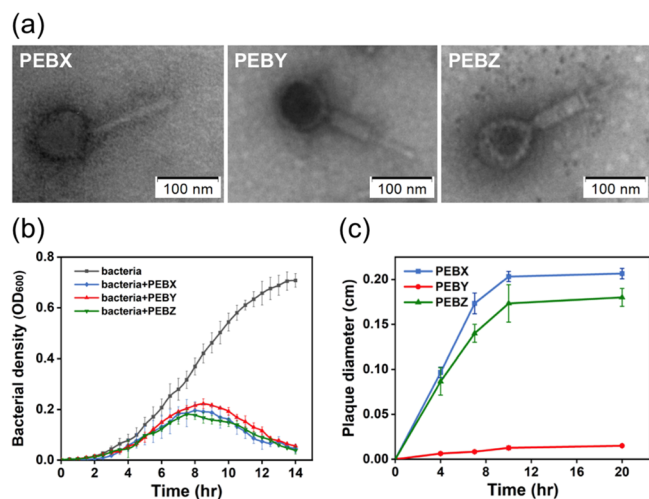 (a)
PEBX PEBY PEBZ
100 nm 100 nm 100 nm
(b) (c)
Bacterial density (OD600)
0.8
0.6
0.4
0.2
0.0
bacteria
bacteria+PEBX
bacteria+PEBY
bacteria+PEBZ
0 2 4 6 8 10 12 14
Time (hr)
Plaque diameter (cm)
0.20
0.15
0.10
0.05
0.00
PEBX
PEBY
PEBZ
0 4 8 12 16 20
Time (hr)